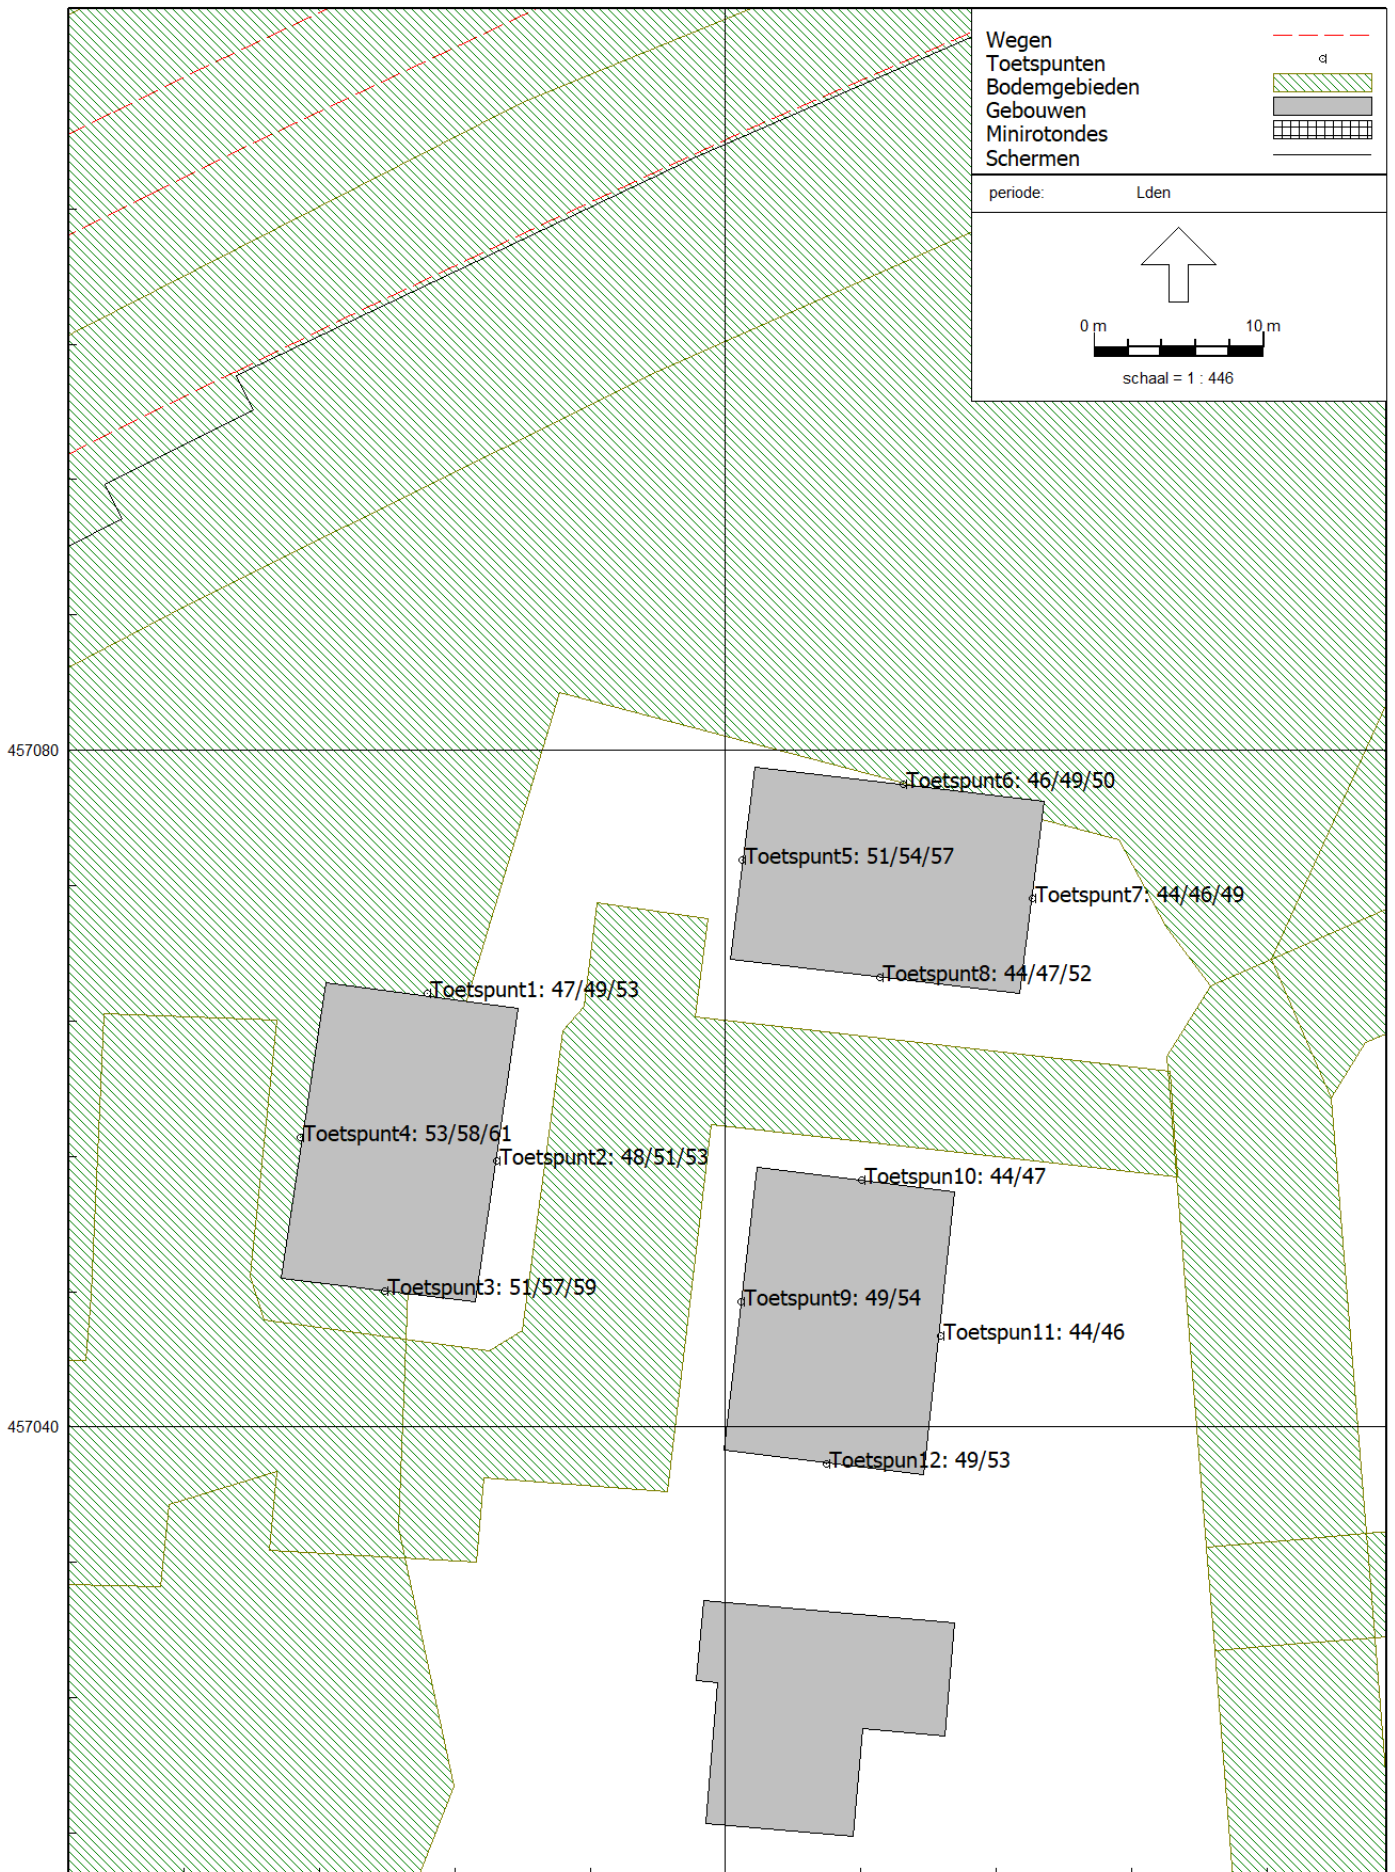 Wegen
Toetspunten
Bodemgebieden
Gebouwen
Minirotondes
Schermen
periode: Lden
0 m 10 m
schaal = 1 : 446
457080
Toetspunt6: 46/49/50
Toetspunt5: 51/54/57
Toetspunt7: 44/46/49
Toetspunt8: 44/47/52
Toetspunt1: 47/49/53
Toetspunt4: 53/58/61
Toetspunt2: 48/51/53
Toetspun10: 44/47
Toetspunt3: 51/57/59
Toetspunt9: 49/54
Toetspun11: 44/46
457040
Toetspun12: 49/53